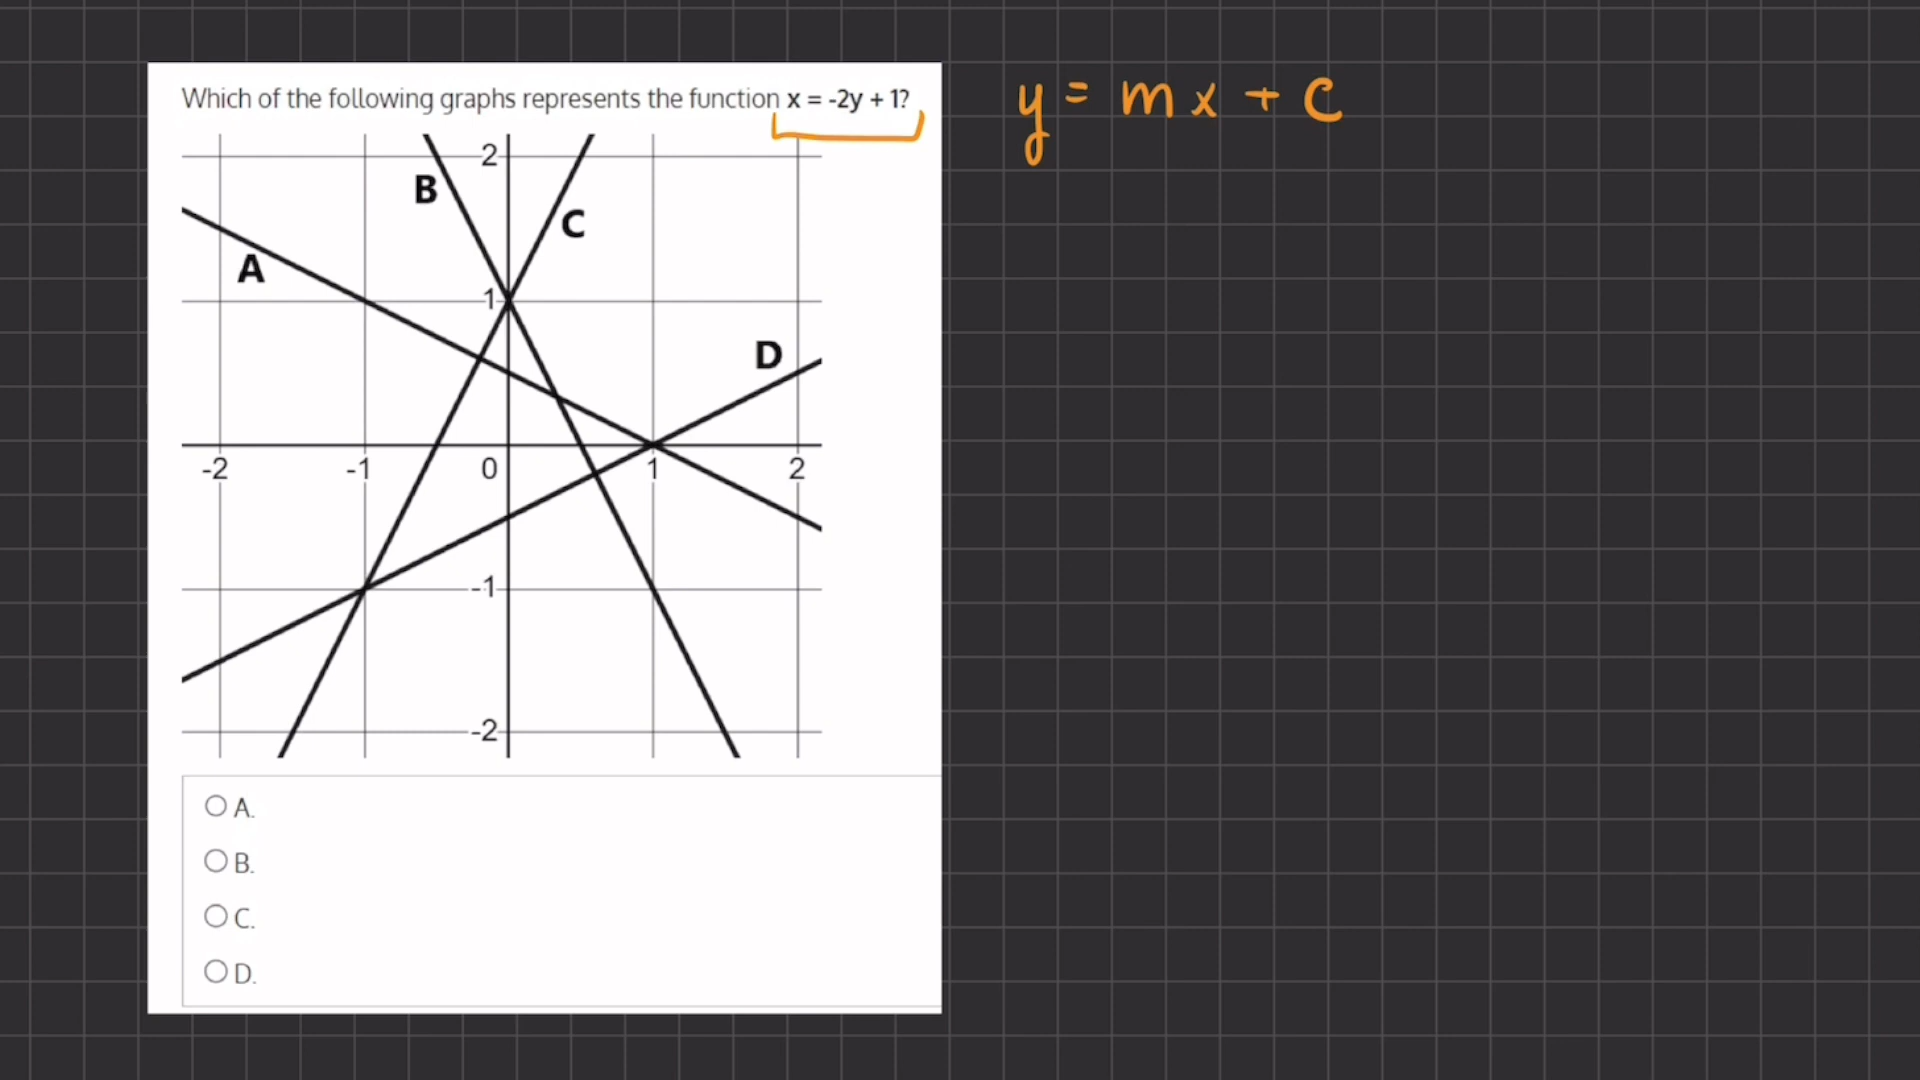 Which of the following graphs represents the function x = -2y + 1?
y = mx + c
2
B
C
A
1
D
-2
-1
0
1
2
-1
-2
A.
B.
C.
D.